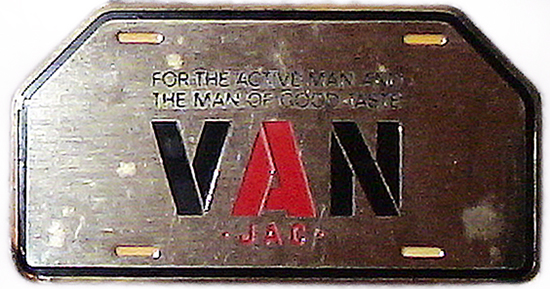 FOR THE ACTIVE MAN AND
THE MAN OF GOOD TASTE
VAN
·JAC·